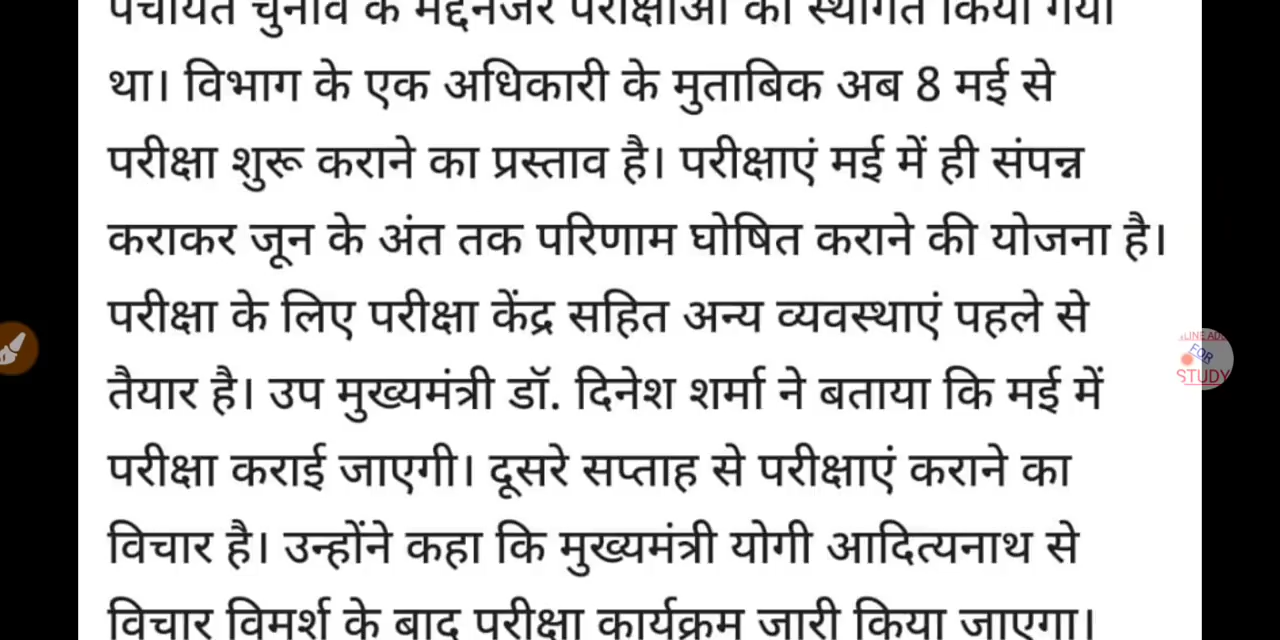 पंचायत चुनाव के मद्देनजर परीक्षाओं को स्थगित किया गया
था। विभाग के एक अधिकारी के मुताबिक अब 8 मई से
परीक्षा शुरू कराने का प्रस्ताव है। परीक्षाएं मई में ही संपन्न
कराकर जून के अंत तक परिणाम घोषित कराने की योजना है।
परीक्षा के लिए परीक्षा केंद्र सहित अन्य व्यवस्थाएं पहले से
तैयार है। उप मुख्यमंत्री डॉ. दिनेश शर्मा ने बताया कि मई में
परीक्षा कराई जाएगी। दूसरे सप्ताह से परीक्षाएं कराने का
विचार है। उन्होंने कहा कि मुख्यमंत्री योगी आदित्यनाथ से
विचार विमर्श के बाद परीक्षा कार्यक्रम जारी किया जाएगा।
FOR
STUDY